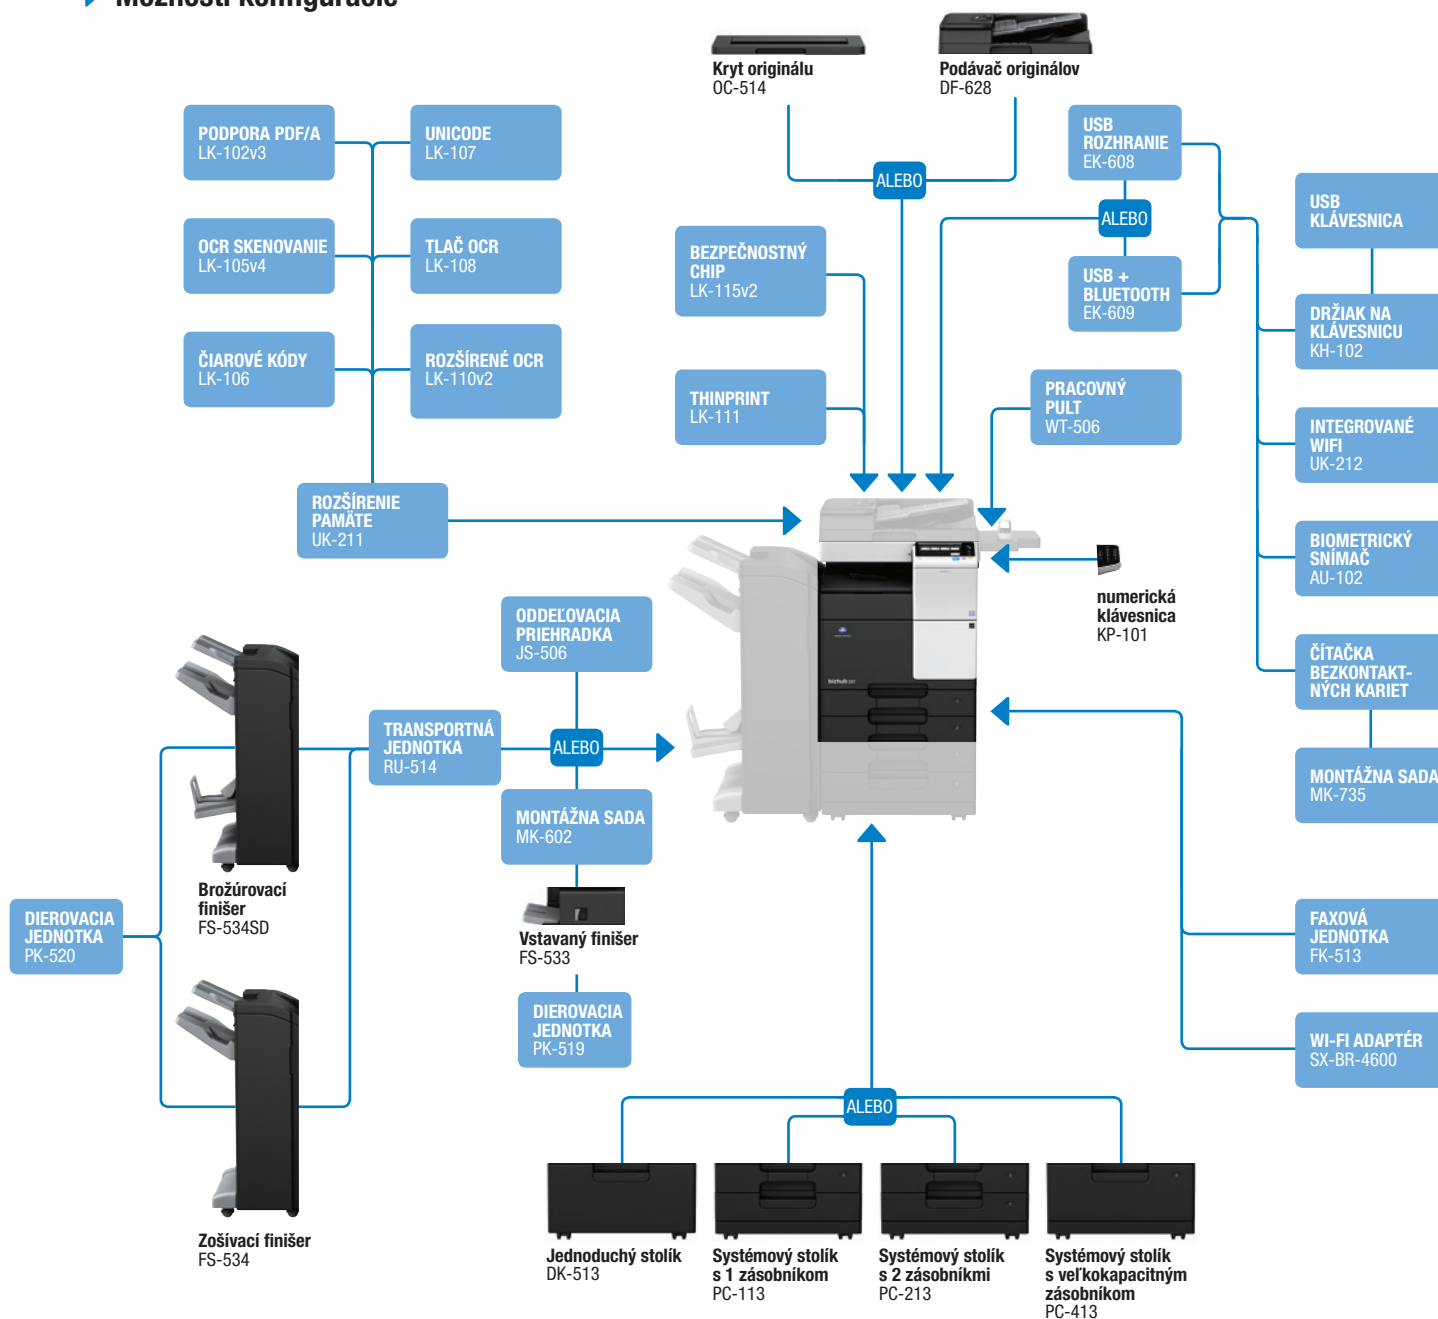 Možnosti konfigurácie
Kryt originálu
OC-514
Podávač originálov
DF-628
PODPORA PDF/A
LK-102v3
UNICODE
LK-107
USB
ROZHRANIE
EK-608
ALEBO
USB
KLÁVESNICA
ALEBO
OCR SKENOVANIE
LK-105v4
TLAČ OCR
LK-108
BEZPEČNOSTNÝ
CHIP
LK-115v2
USB +
BLUETOOTH
EK-609
DRŽIAK NA
KLÁVESNICU
KH-102
ČIAROVÉ KÓDY
LK-106
ROZŠÍRENÉ OCR
LK-110v2
THINPRINT
LK-111
PRACOVNÝ
PULT
WT-506
INTEGROVANÉ
WIFI
UK-212
ROZŠÍRENIE
PAMÄTE
UK-211
BIOMETRICKÝ
SNÍMAČ
AU-102
numerická
klávesnica
KP-101
ODDEĽOVACIA
PRIEHRADKA
JS-506
ČÍTAČKA
BEZKONTAKT-
NÝCH KARIET
bizhub
TRANSPORTNÁ
JEDNOTKA
RU-514
ALEBO
MONTÁŽNA SADA
MK-735
MONTÁŽNA SADA
MK-602
Brožúrovací
finišer
FS-534SD
DIEROVACIA
JEDNOTKA
PK-520
Vstavaný finišer
FS-533
FAXOVÁ
JEDNOTKA
FK-513
DIEROVACIA
JEDNOTKA
PK-519
WI-FI ADAPTÉR
SX-BR-4600
ALEBO
Zošívací finišer
FS-534
Jednoduchý stolík
DK-513
Systémový stolík
s 1 zásobníkom
PC-113
Systémový stolík
s 2 zásobníkmi
PC-213
Systémový stolík
s veľkokapacitným
zásobníkom
PC-413